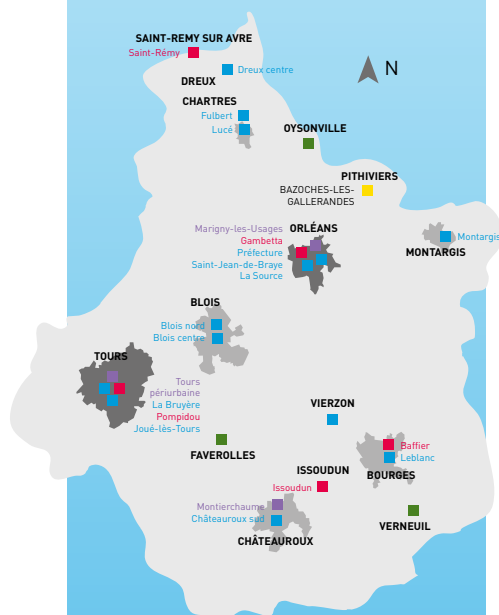 SAINT-REMY SUR AVRE
Saint-Rémy
Dreux centre
N
DREUX
CHARTRES
Fulbert
Lucé
OYSONVILLE
PITHIVIERS
BAZOCHES-LES-
GALLERANDES
Marigny-les-Usages
ORLÉANS
Gambetta
Préfecture
Saint-Jean-de-Braye
La Source
Montargis
MONTARGIS
BLOIS
Blois nord
Blois centre
TOURS
Tours
périurbaine
La Bruyère
Pompidou
Joué-lès-Tours
VIERZON
FAVEROLLES
Baffier
Leblanc
BOURGES
ISSOUDUN
Issoudun
Montierchaume
Châteauroux sud
CHÂTEAUROUX
VERNEUIL